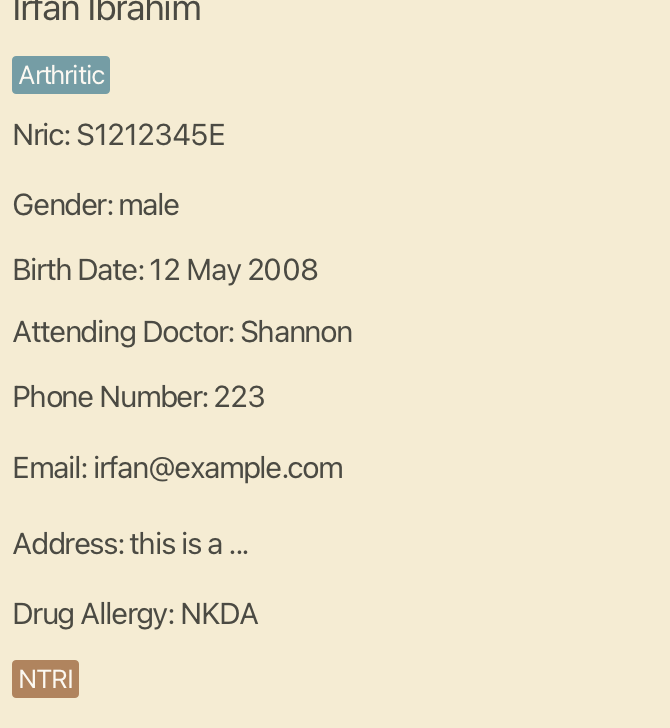 Irfan Ibrahim
Arthritic
Nric: S1212345E
Gender: male
Birth Date: 12 May 2008
Attending Doctor: Shannon
Phone Number: 223
Email: irfan@example.com
Address: this is a ...
Drug Allergy: NKDA
NTRI